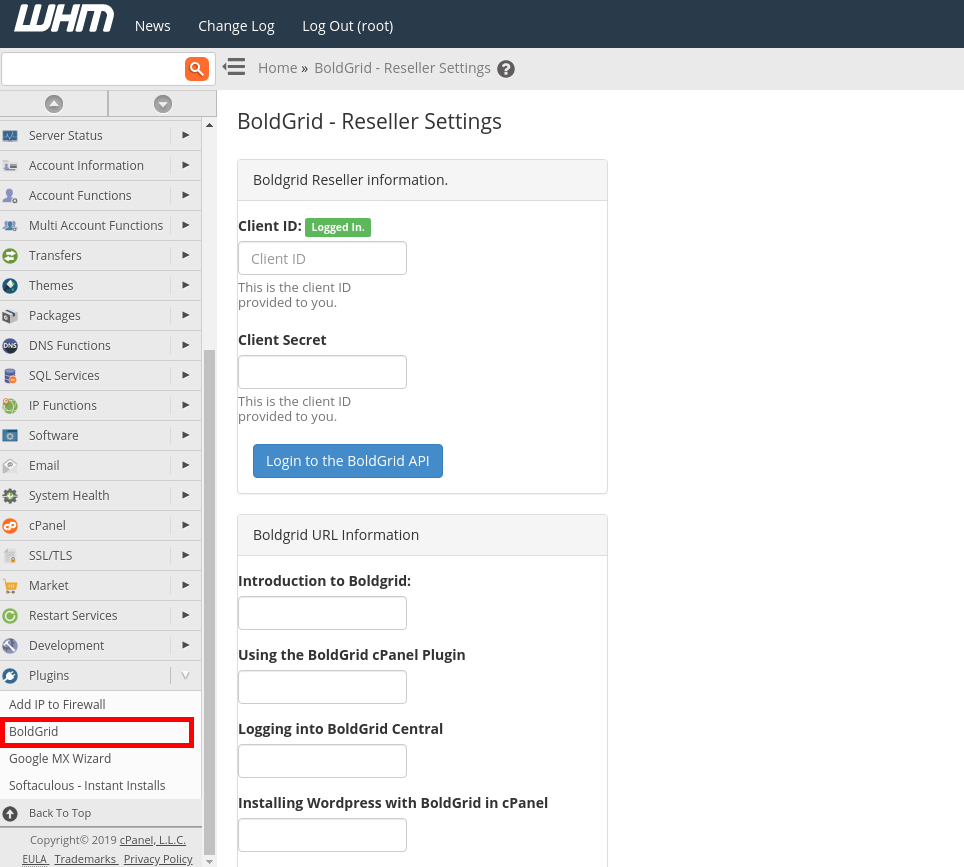 WHM News Change Log Log Out (root)
Home » BoldGrid - Reseller Settings ?
Server Status
Account Information
Account Functions
Multi Account Functions
Transfers
Themes
Packages
DNS DNS Functions
SQL Services
IP Functions
Software
Email
System Health
cP cPanel
SSL/TLS
Market
Restart Services
Development
Plugins
Add IP to Firewall
BoldGrid
Google MX Wizard
Softaculous - Instant Installs
Back To Top
Copyright© 2019 cPanel, L.L.C.
EULA Trademarks Privacy Policy
BoldGrid - Reseller Settings
Boldgrid Reseller information.
Client ID: Logged In.
Client ID
This is the client ID
provided to you.
Client Secret
This is the client ID
provided to you.
Login to the BoldGrid API
Boldgrid URL Information
Introduction to Boldgrid:
Using the BoldGrid cPanel Plugin
Logging into BoldGrid Central
Installing Wordpress with BoldGrid in cPanel